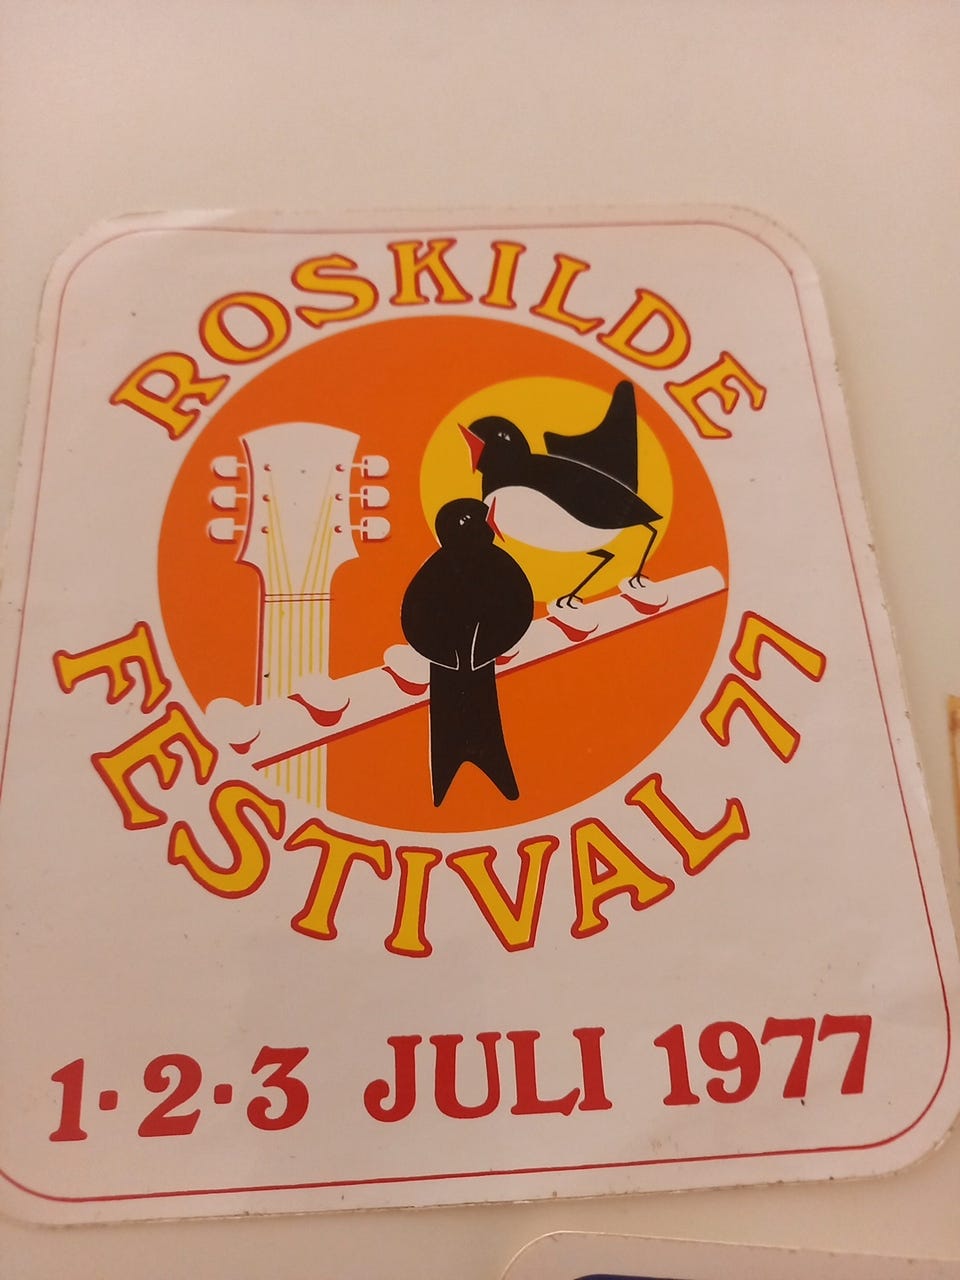 ROSKILDE
FESTIVAL 77
1·2·3 JULI 1977